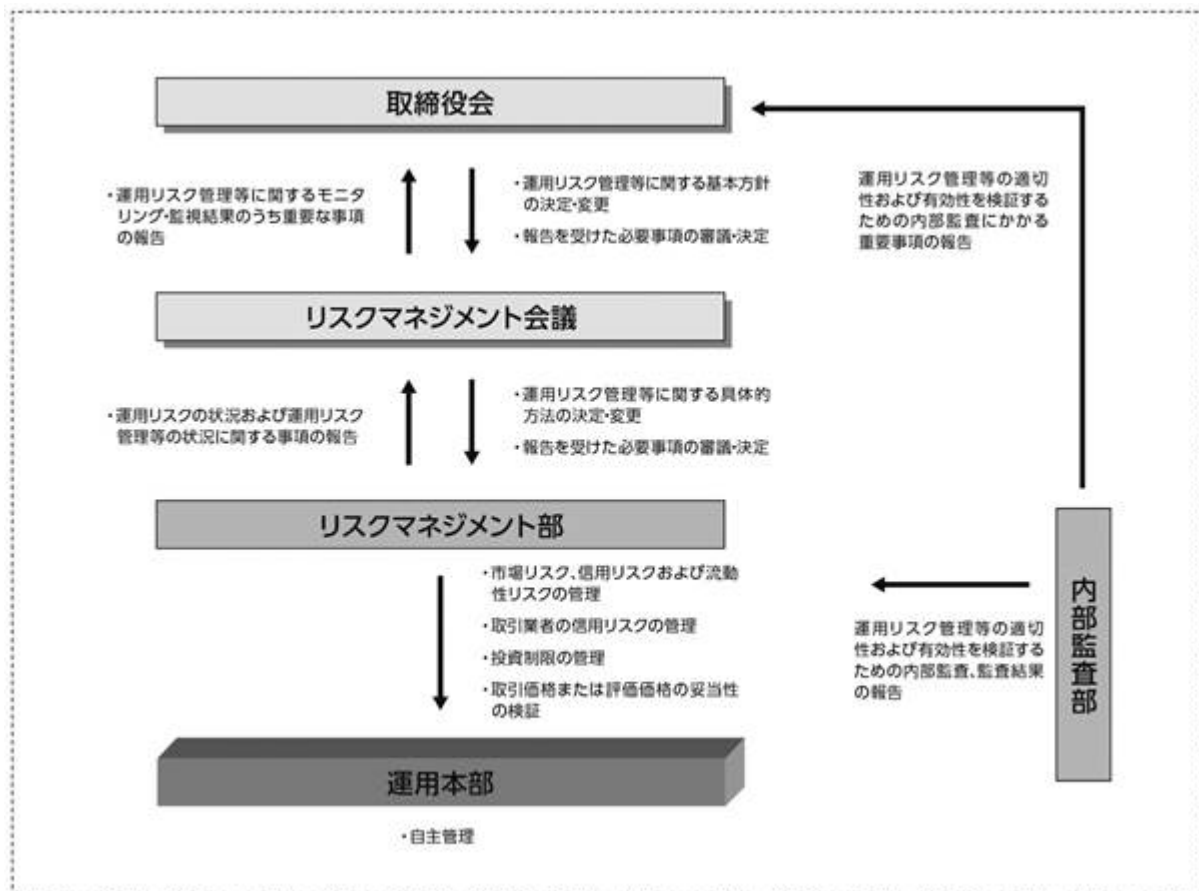 取締役会
・運用リスク管理等に関するモニタ
リング・監視結果のうち重要な事項
の報告
・運用リスク管理等に関する基本方針
の決定・変更
・報告を受けた必要事項の審議・決定
運用リスク管理等の適切
性および有効性を検証する
ための内部監査にかかる
重要事項の報告
リスクマネジメント会議
・運用リスクの状況および運用リスク
管理等の状況に関する事項の報告
・運用リスク管理等に関する具体的
方法の決定・変更
・報告を受けた必要事項の審議・決定
リスクマネジメント部
・市場リスク、信用リスクおよび流動
性リスクの管理
・取引業者の信用リスクの管理
・投資制限の管理
・取引価格または評価価格の妥当性
の検証
運用リスク管理等の適切
性および有効性を検証する
ための内部監査、監査結果
の報告
内部監査部
運用本部
・自主管理